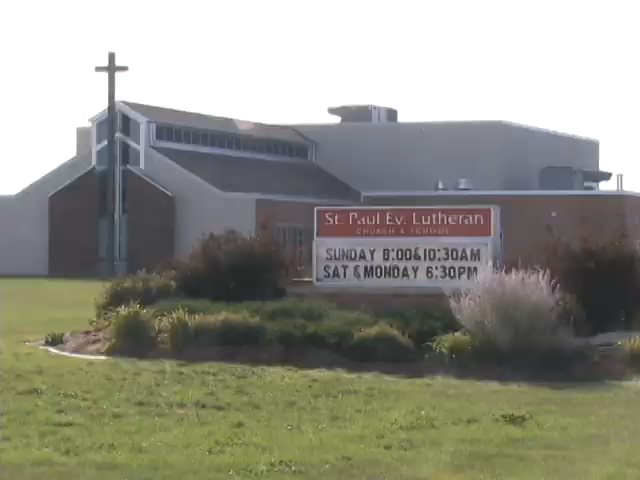 St. Paul Ev. Lutheran
CHURCH & SCHOOL
SUNDAY 8:00&10:30AM
SAT & MONDAY 6:30PM